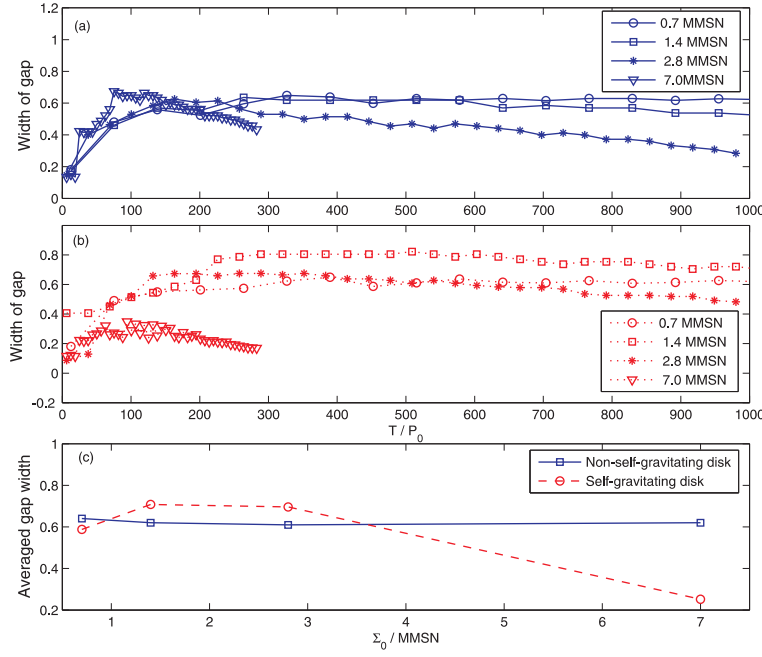 (a)
0.7 MMSN
1.4 MMSN
2.8 MMSN
7.0MMSN
Width of gap
1.2
1
0.8
0.6
0.4
0.2
0
0 100 200 300 400 500 600 700 800 900 1000
(b)
Width of gap
0.8
0.6
0.4
0.2
0
-0.2
0.7 MMSN
1.4 MMSN
2.8 MMSN
7.0 MMSN
0 100 200 300 400 500 600 700 800 900 1000
T / P₀
(c)
Non-self-gravitating disk
Self-gravitating disk
Averaged gap width
1
0.8
0.6
0.4
0.2
1 2 3 4 5 6 7
Σ₀ / MMSN